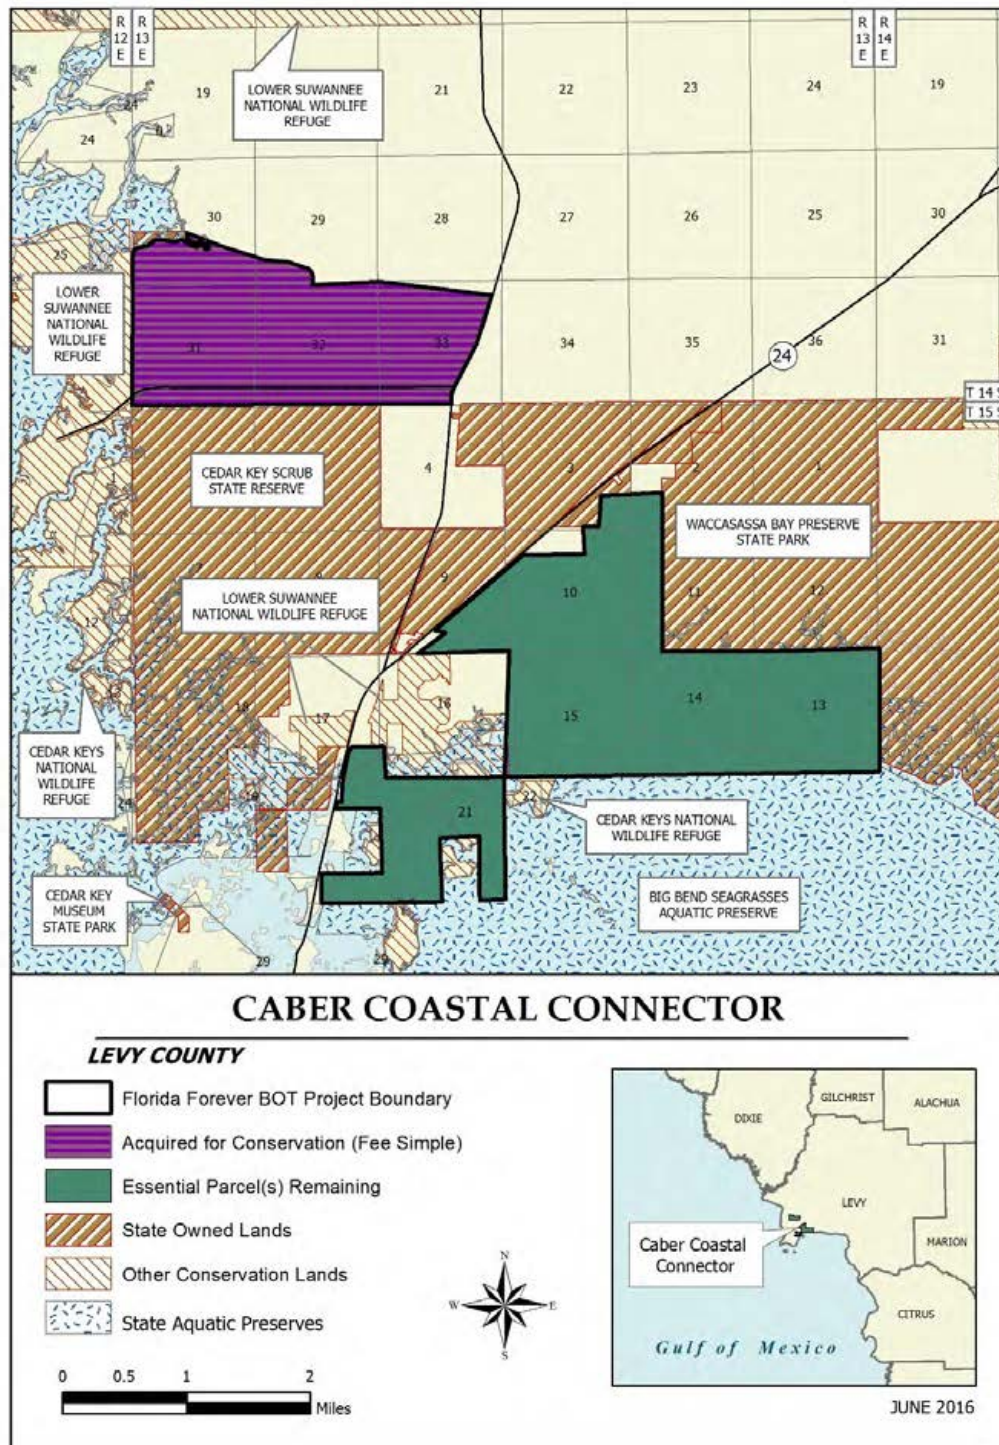 R
12
E
R
13
E
R
13
E
R
14
E
LOWER SUWANNEE
NATIONAL WILDLIFE
REFUGE
19
21
22
23
24
19
24
24
30
29
28
27
26
25
30
25
LOWER
SUWANNEE
NATIONAL
WILDLIFE
REFUGE
31
32
33
34
35
36
31
24
T 14 S
T 15 S
CEDAR KEY SCRUB
STATE RESERVE
4
3
2
1
1
WACCASASSA BAY PRESERVE
STATE PARK
LOWER SUWANNEE
NATIONAL WILDLIFE REFUGE
7
9
10
11
12
12
18
17
16
15
14
13
CEDAR KEYS
NATIONAL
WILDLIFE
REFUGE
24
19
21
22
CEDAR KEYS NATIONAL
WILDLIFE REFUGE
CEDAR KEY
MUSEUM
STATE PARK
BIG BEND SEAGRASSES
AQUATIC PRESERVE
29
29
CABER COASTAL CONNECTOR
LEVY COUNTY
Florida Forever BOT Project Boundary
Acquired for Conservation (Fee Simple)
Essential Parcel(s) Remaining
State Owned Lands
Other Conservation Lands
State Aquatic Preserves
0 0.5 1 2
Miles
N
W E
S
DIXIE
GILCHRIST
ALACHUA
LEVY
MARION
CITRUS
Caber Coastal
Connector
Gulf of Mexico
JUNE 2016